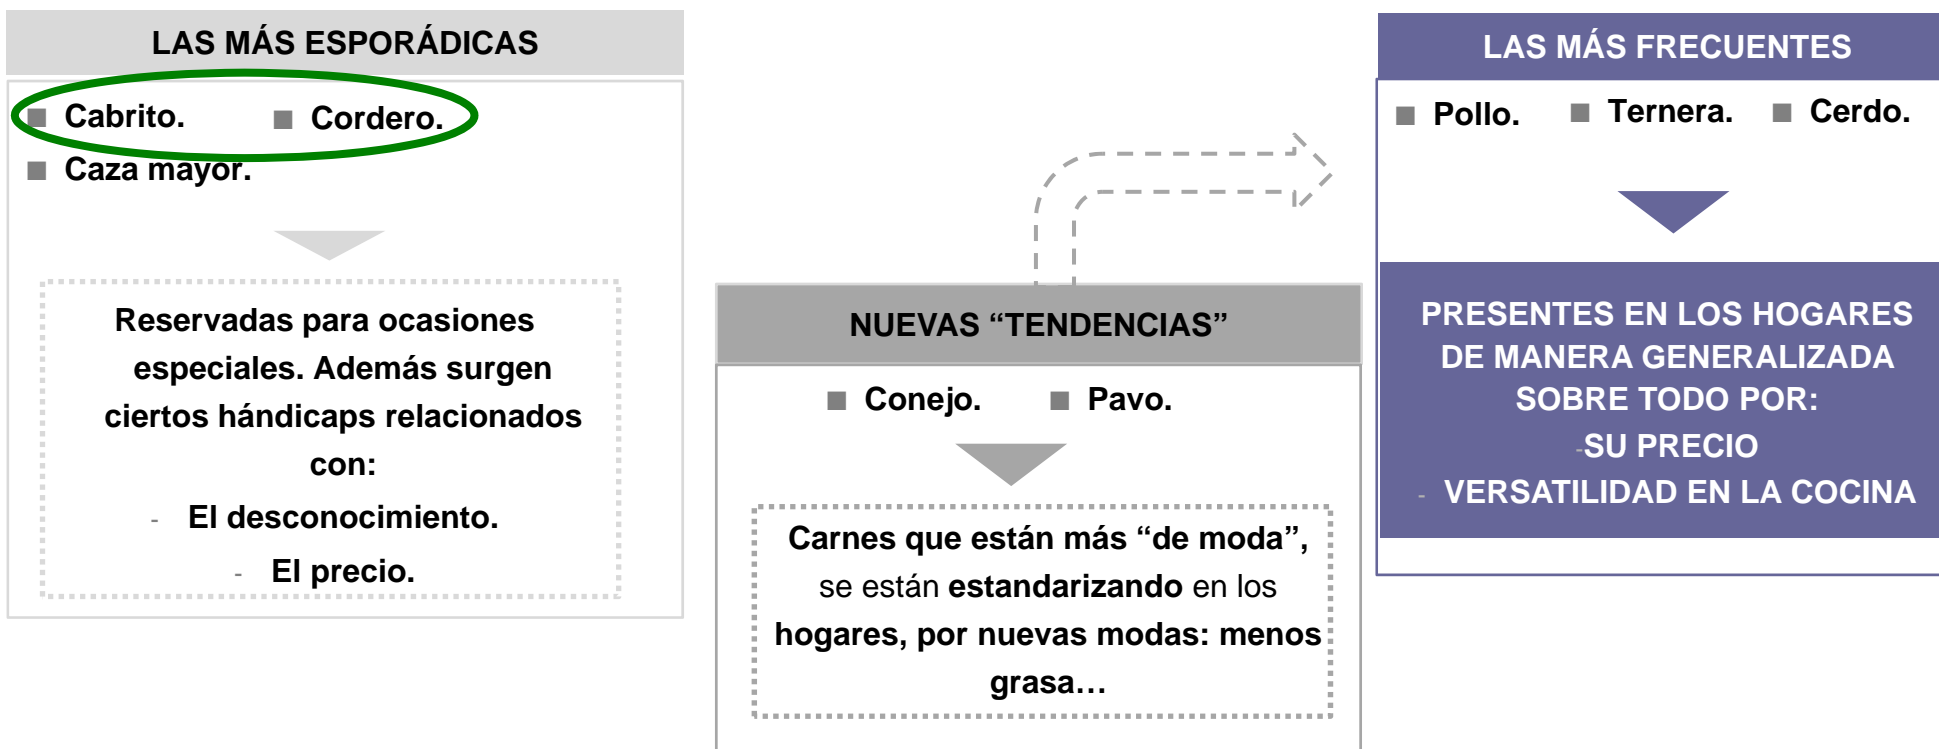 LAS MÁS ESPORÁDICAS
■ Cabrito. ■ Cordero.
■ Caza mayor.
Reservadas para ocasiones
especiales. Además surgen
ciertos hándicaps relacionados
con:
- El desconocimiento.
- El precio.
NUEVAS “TENDENCIAS”
■ Conejo. ■ Pavo.
Carnes que están más “de moda”,
se están estandarizando en los
hogares, por nuevas modas: menos
grasa…
LAS MÁS FRECUENTES
■ Pollo. ■ Ternera. ■ Cerdo.
PRESENTES EN LOS HOGARES
DE MANERA GENERALIZADA
SOBRE TODO POR:
-SU PRECIO
- VERSATILIDAD EN LA COCINA